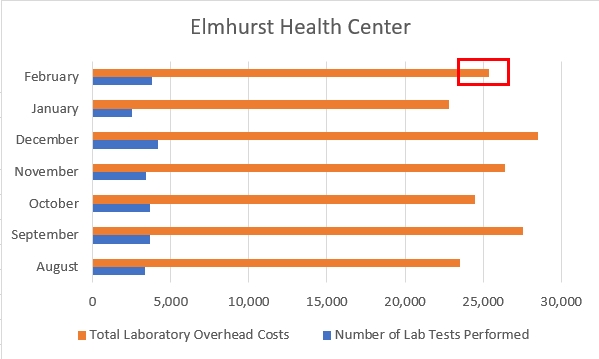 Elmhurst Health Center
February
January
December
November
October
September
August
0 5,000 10,000 15,000 20,000 25,000 30,000
Total Laboratory Overhead Costs Number of Lab Tests Performed